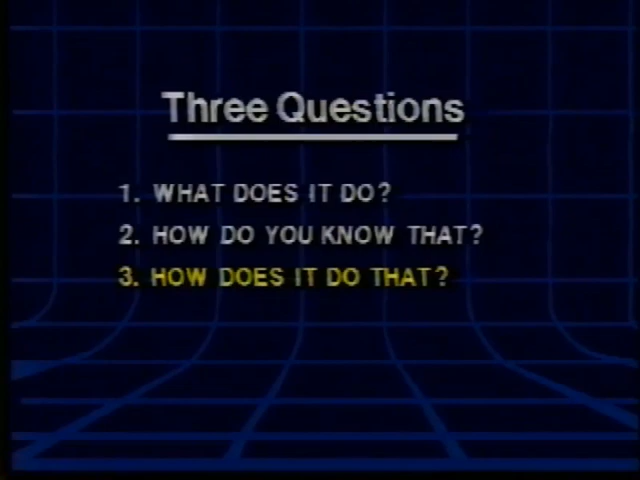 Three Questions
1. WHAT DOES IT DO?
2. HOW DO YOU KNOW THAT?
3. HOW DOES IT DO THAT?